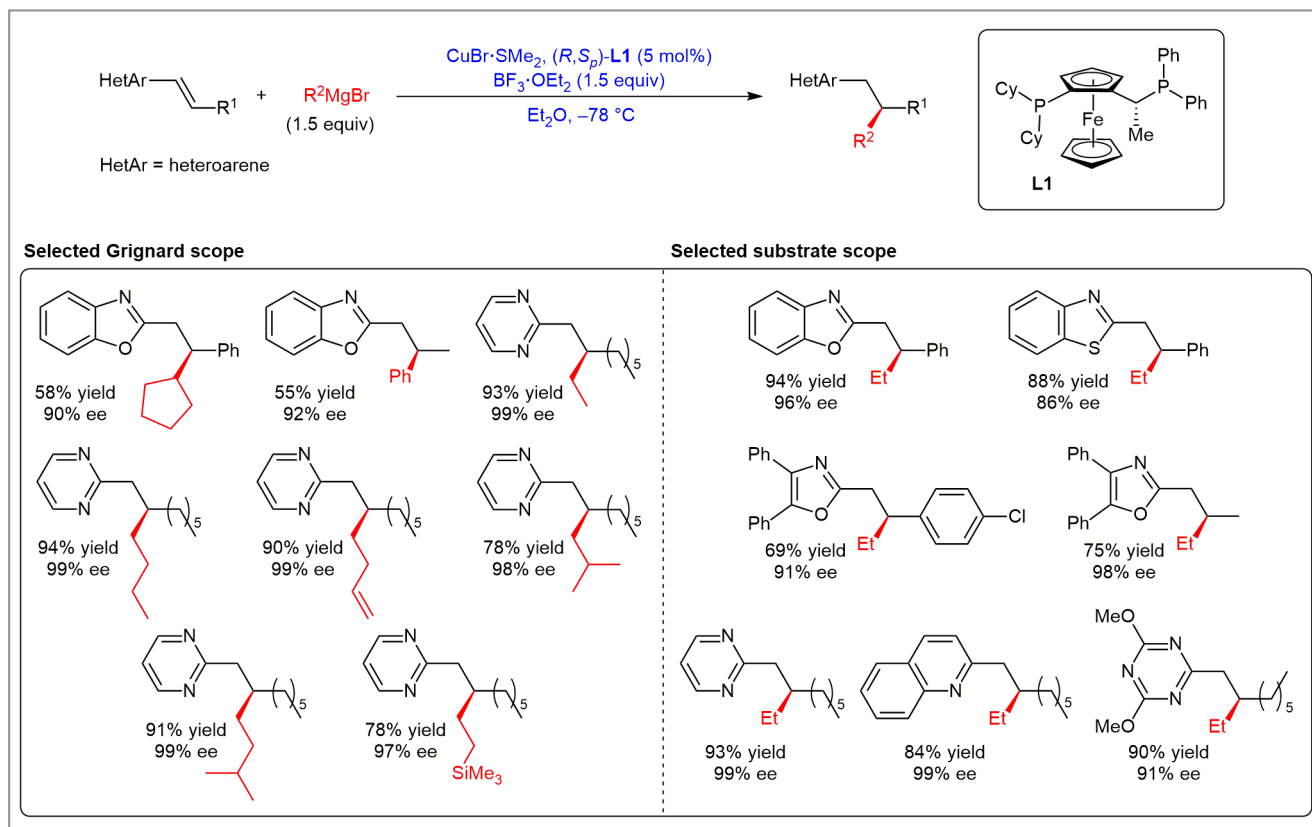 HetAr
R¹
+
R²MgBr
(1.5 equiv)
CuBr·SMe₂, (R,Sₚ)-L1 (5 mol%)
BF₃·OEt₂ (1.5 equiv)
Et₂O, –78 °C
HetAr
R¹
R²
HetAr = heteroarene
Cy
Cy
P
Fe
P
Ph
Ph
Me
L1
Selected Grignard scope
N
O
Ph
58% yield
90% ee
N
O
Ph
55% yield
92% ee
N
N
5
93% yield
99% ee
N
N
5
94% yield
99% ee
N
N
5
90% yield
99% ee
N
N
5
78% yield
98% ee
N
N
5
91% yield
99% ee
N
N
5
SiMe₃
78% yield
97% ee
Selected substrate scope
N
O
Et
Ph
94% yield
96% ee
N
S
Et
Ph
88% yield
86% ee
Ph
Ph
N
O
Et
Cl
69% yield
91% ee
Ph
Ph
N
O
Et
75% yield
98% ee
N
N
Et
5
93% yield
99% ee
N
Et
5
84% yield
99% ee
MeO
N
N
N
OMe
Et
5
90% yield
91% ee